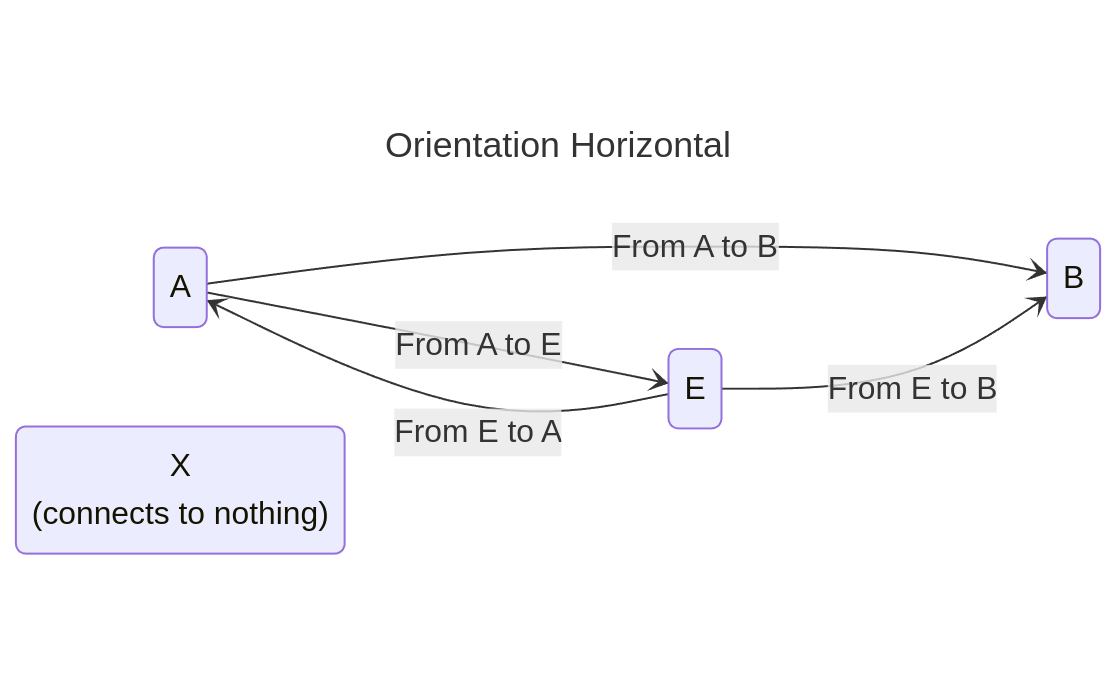 Orientation Horizontal
From A to B
A
B
From A to E
E
From E to B
From E to A
X
(connects to nothing)